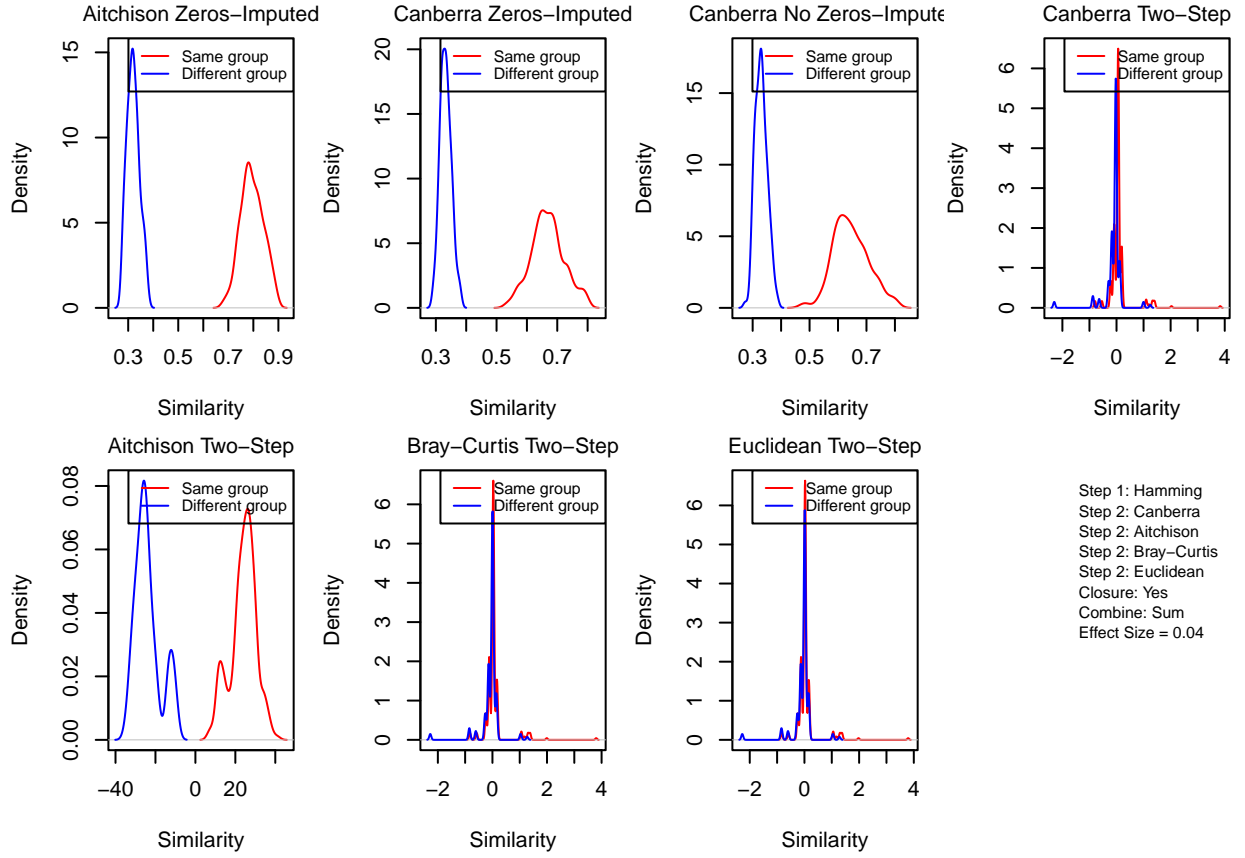 Aitchison Zeros−Imputed
Same group
Different group
Density
0 5 10 15
0.3 0.5 0.7 0.9
Similarity
Canberra Zeros−Imputed
Same group
Different group
Density
0 5 10 15 20
0.3 0.7
Similarity
Canberra No Zeros−Impute
Same group
Different group
Density
0 5 10 15
0.3 0.7
Similarity
Canberra Two−Step
Same group
Different group
Density
0 1 2 3 4 5 6
−2 0 2 4
Similarity
Aitchison Two−Step
Same group
Different group
Density
0.00 0.02 0.04 0.06 0.08
−40 0 20
Similarity
Bray−Curtis Two−Step
Same group
Different group
Density
0 1 2 3 4 5 6
−2 0 2 4
Similarity
Euclidean Two−Step
Same group
Different group
Density
0 1 2 3 4 5 6
−2 0 2 4
Similarity
Step 1: Hamming
Step 2: Canberra
Step 2: Aitchison
Step 2: Bray−Curtis
Step 2: Euclidean
Closure: Yes
Combine: Sum
Effect Size = 0.04